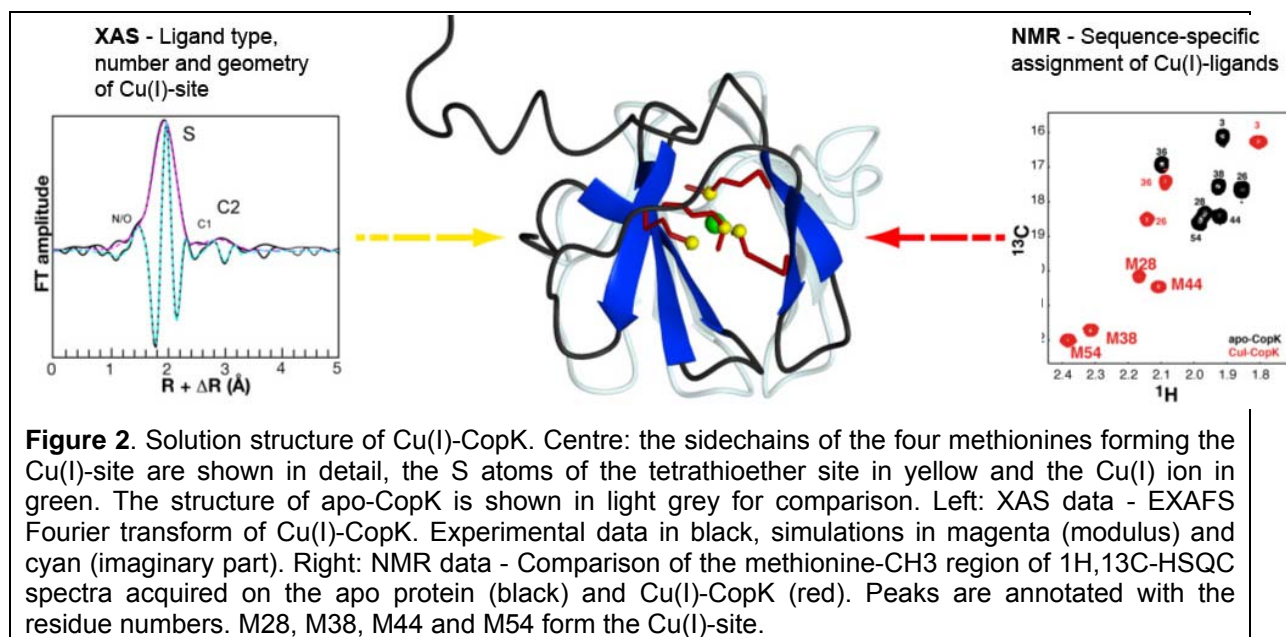 XAS - Ligand type,
number and geometry
of Cu(I)-site
NMR - Sequence-specific
assignment of Cu(I)-ligands
S
N/O
C1
C2
FT amplitude
0 1 2 3 4 5
R + ΔR (Å)
3
3
36
36
38
26
28
26
44
54
M28
M44
M38
M54
16
17
18
19
0
1
2
13C
apo-CopK
CuI-CopK
2.4 2.3 2.2 2.1 2.0 1.9 1.8
1H
Figure 2. Solution structure of Cu(I)-CopK. Centre: the sidechains of the four methionines forming the
Cu(I)-site are shown in detail, the S atoms of the tetrathioether site in yellow and the Cu(I) ion in
green. The structure of apo-CopK is shown in light grey for comparison. Left: XAS data - EXAFS
Fourier transform of Cu(I)-CopK. Experimental data in black, simulations in magenta (modulus) and
cyan (imaginary part). Right: NMR data - Comparison of the methionine-CH3 region of 1H,13C-HSQC
spectra acquired on the apo protein (black) and Cu(I)-CopK (red). Peaks are annotated with the
residue numbers. M28, M38, M44 and M54 form the Cu(I)-site.